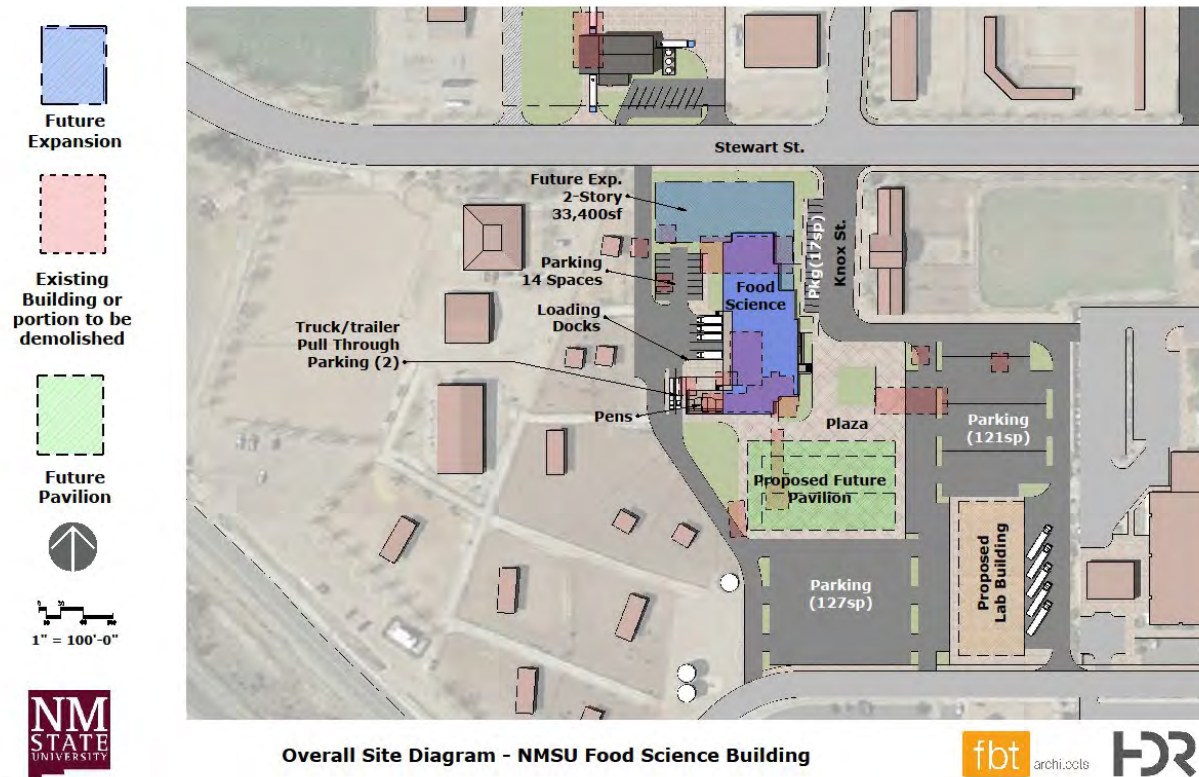 Future
Expansion
Existing
Building or
portion to be
demolished
Future
Pavilion
1" = 100'-0"
NM
STATE
UNIVERSITY
Stewart St.
Future Exp.
2-Story
33,400sf
Pkg(17sp)
Knox St.
Parking
14 Spaces
Food
Science
Loading
Docks
Truck/trailer
Pull Through
Parking (2)
Pens
Plaza
Parking
(121sp)
Proposed Future
Pavilion
Parking
(127sp)
Proposed
Lab Building
Overall Site Diagram - NMSU Food Science Building
fbt
HDR